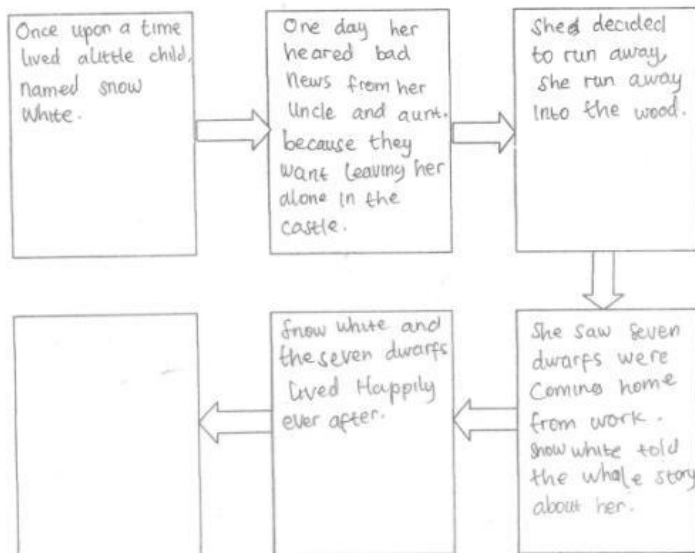 Once upon a time
lived alittle child,
named snow
White.
One day her
heared bad
News from her
Uncle and aunt.
because they
want leaving her
alone in the
castle.
She decided
to run away,
she run away
into the wood.
She saw seven
dwarfs were
Coming home
from work.
Snow white told
the whole story
about her.
Snow white and
the seven dwarfs
Lived Happily
ever after.